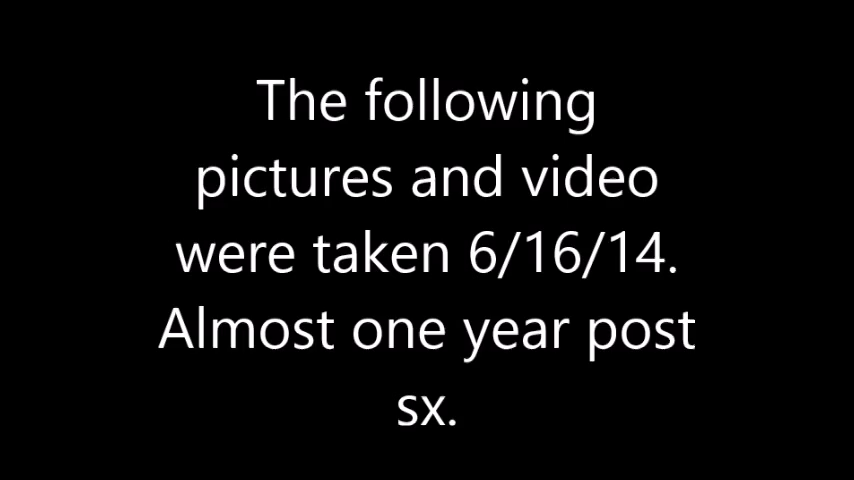 The following
pictures and video
were taken 6/16/14.
Almost one year post
sx.